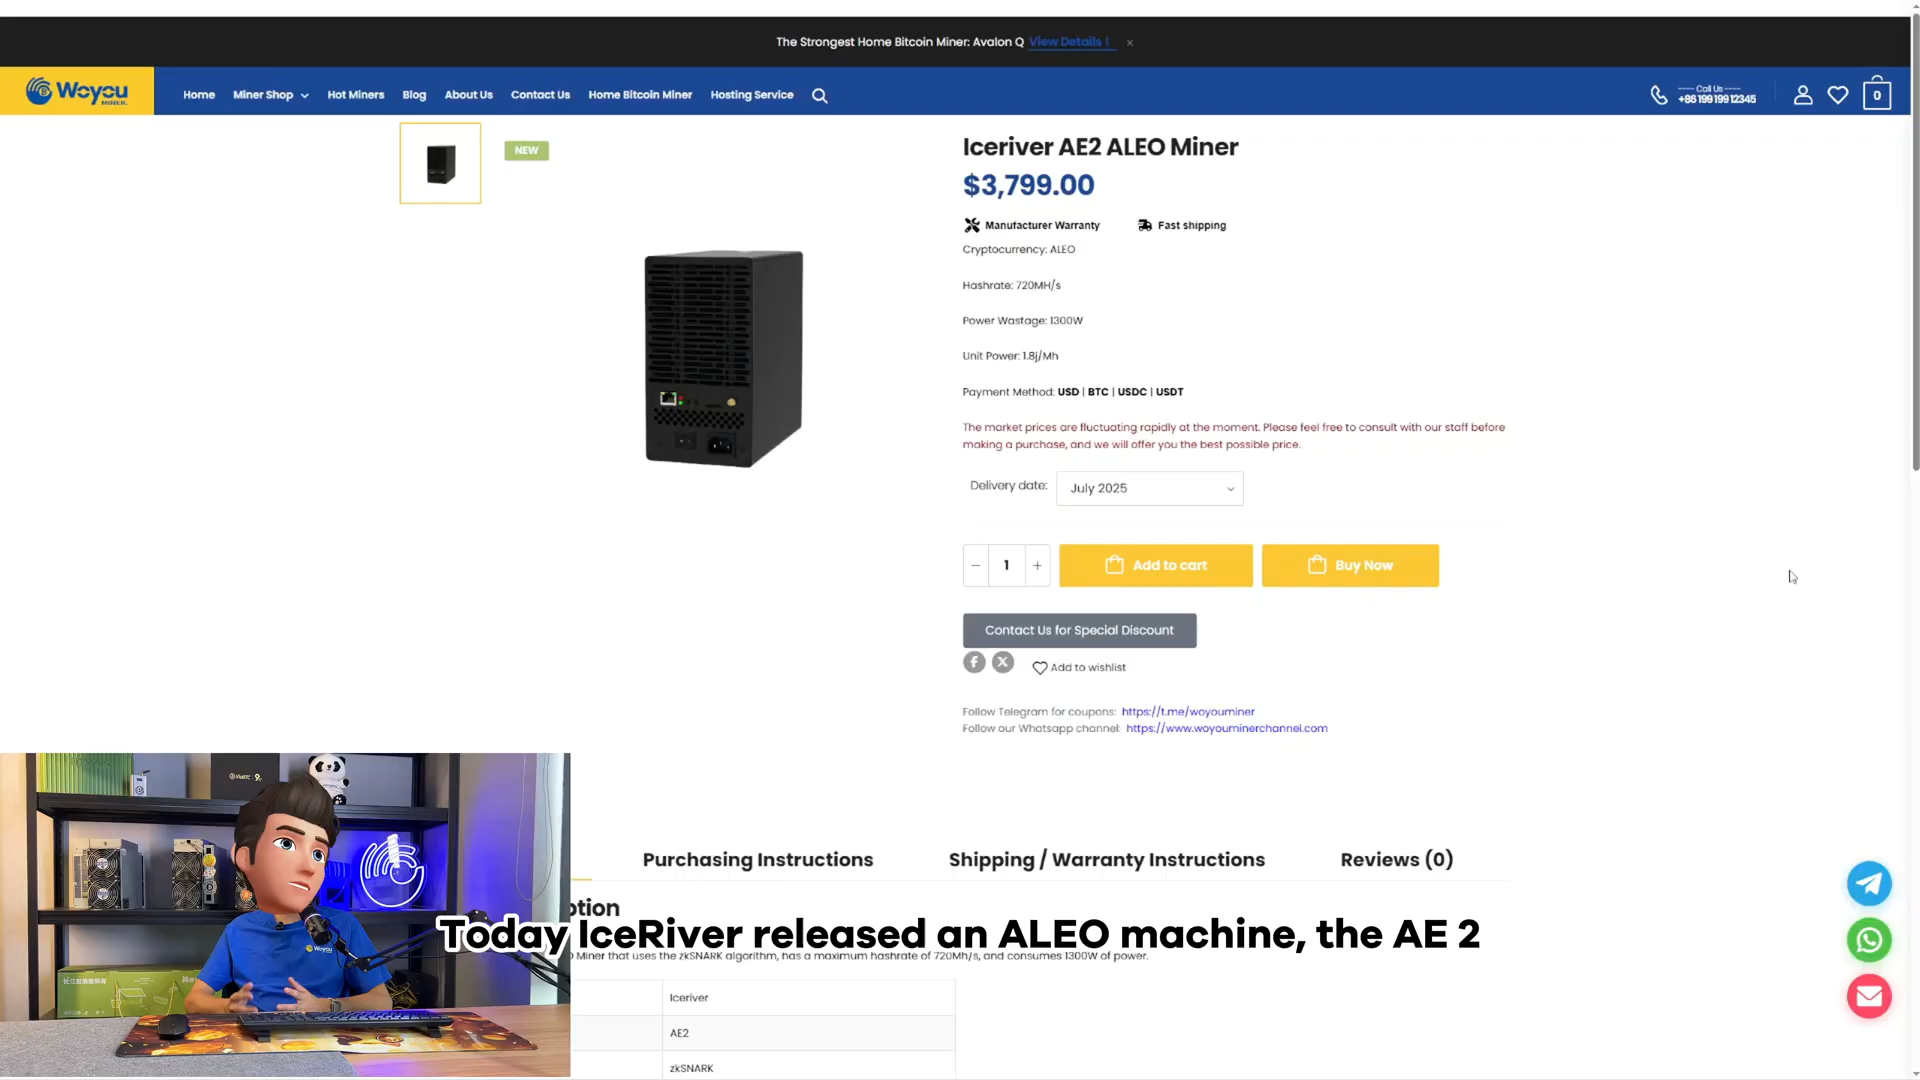 The Strongest Home Bitcoin Miner: Avalon Q View Details ! ×
Woyou
MINER.
Home Miner Shop Hot Miners Blog About Us Contact Us Home Bitcoin Miner Hosting Service
---- Call Us ----
+86 199 199 12345
0
NEW
Iceriver AE2 ALEO Miner
$3,799.00
Manufacturer Warranty Fast shipping
Cryptocurrency: ALEO
Hashrate: 720MH/s
Power Wastage: 1300W
Unit Power: 1.8j/Mh
Payment Method: USD | BTC | USDC | USDT
The market prices are fluctuating rapidly at the moment. Please feel free to consult with our staff before
making a purchase, and we will offer you the best possible price.
Delivery date: July 2025
− 1 + Add to cart Buy Now
Contact Us for Special Discount
Add to wishlist
Follow Telegram for coupons: https://t.me/woyouminer
Follow our Whatsapp channel: https://www.woyouminerchannel.com
Purchasing Instructions Shipping / Warranty Instructions Reviews (0)
ption
Today IceRiver released an ALEO machine, the AE 2
Miner that uses the zkSNARK algorithm, has a maximum hashrate of 720Mh/s, and consumes 1300W of power.
Iceriver
AE2
zkSNARK
Woyou